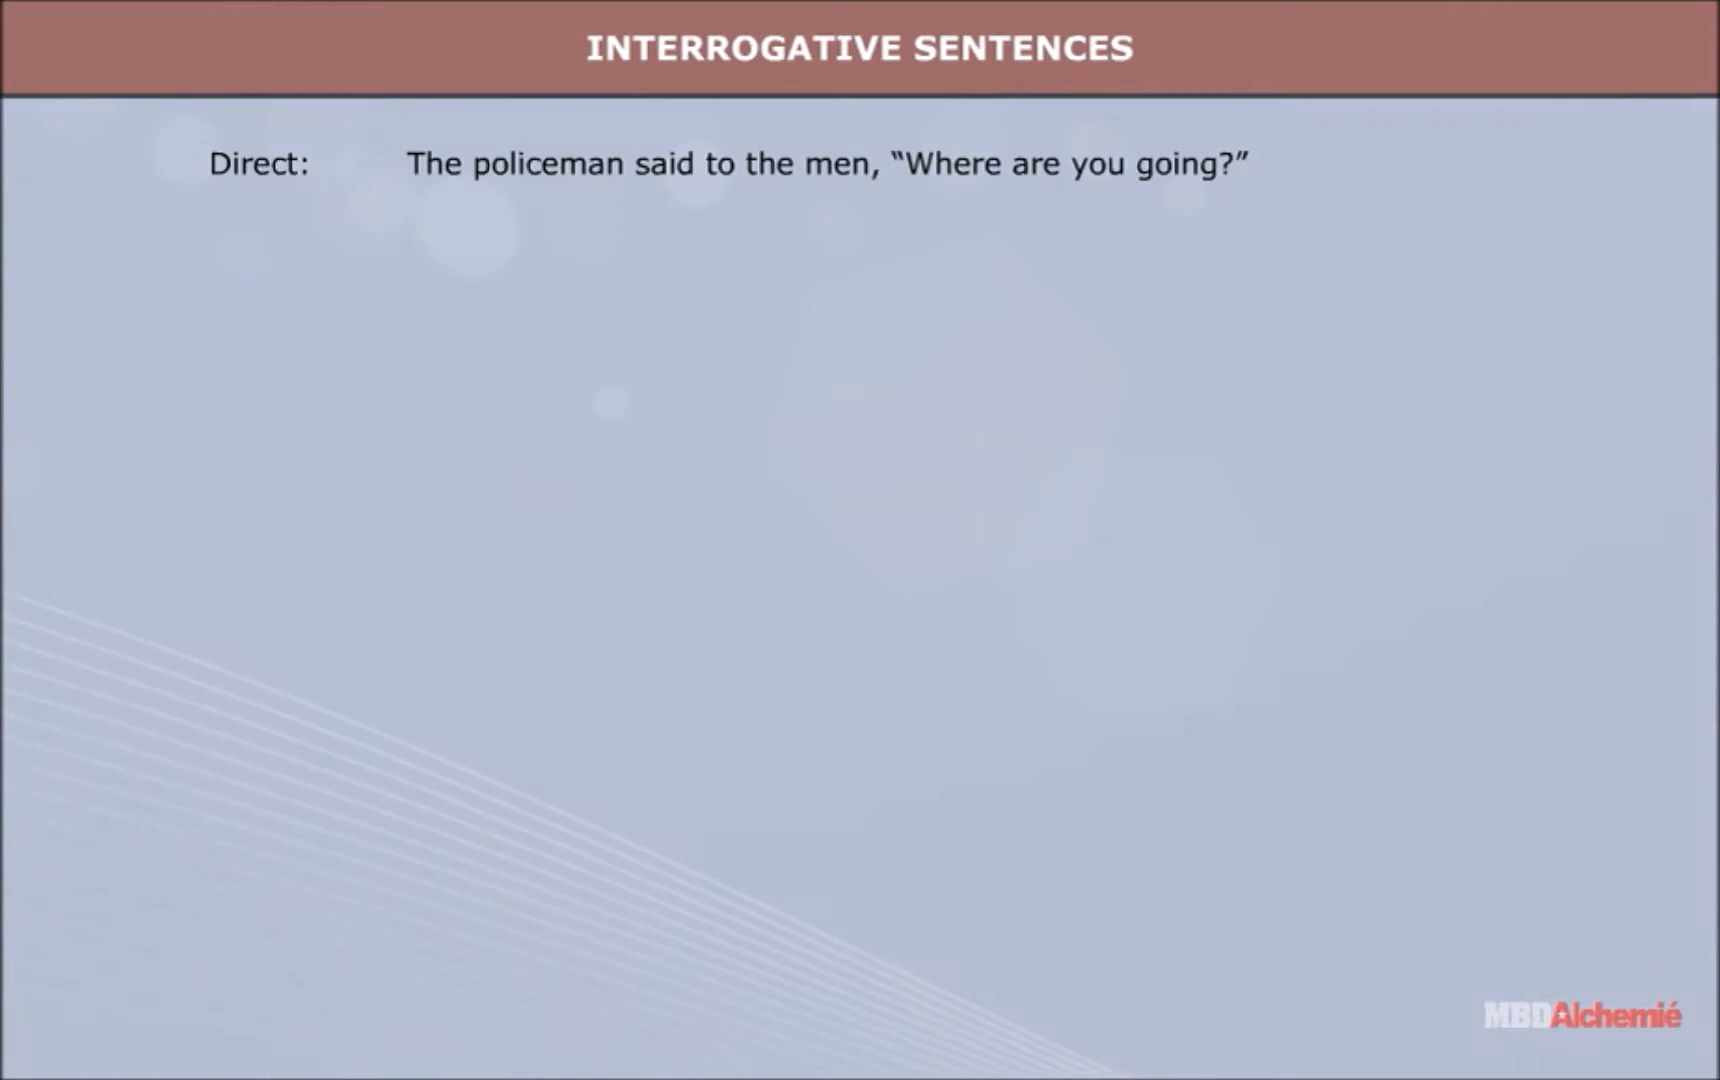 INTERROGATIVE SENTENCES
Direct: The policeman said to the men, “Where are you going?”
MBDAlchemié